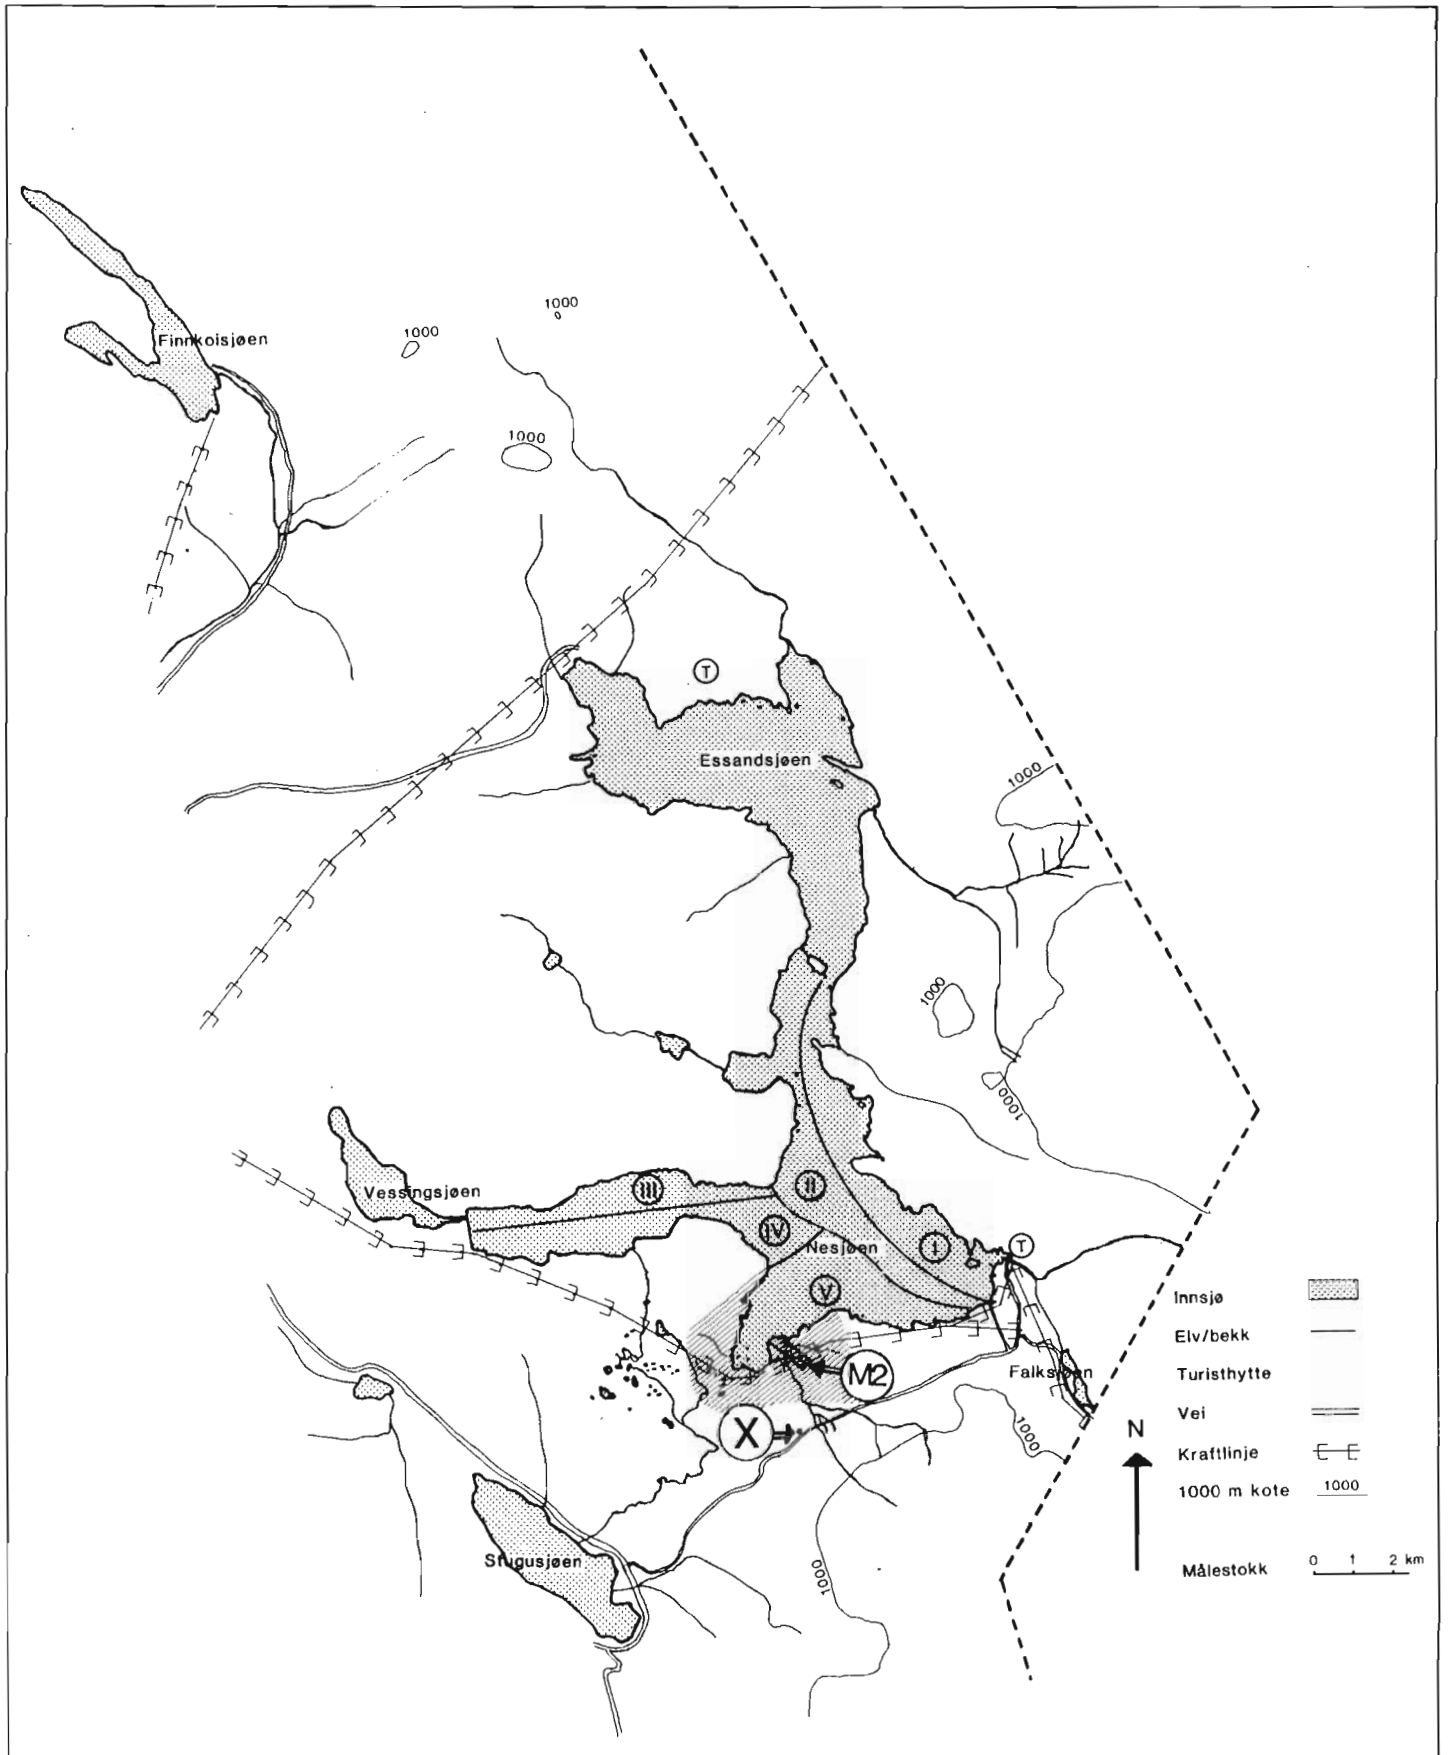 1000
1000
Finnkoisjøen
1000
T
Essandsjøen
1000
1000
1000
Vessingsjøen
III
II
IV
Nesjøen
I
T
V
M2
Falksjøen
X
1000
Stugusjøen
1000
Innsjø
Elv/bekk
Turisthytte
Vei
N
Kraftlinje
1000 m kote 1000
Målestokk 0 1 2 km